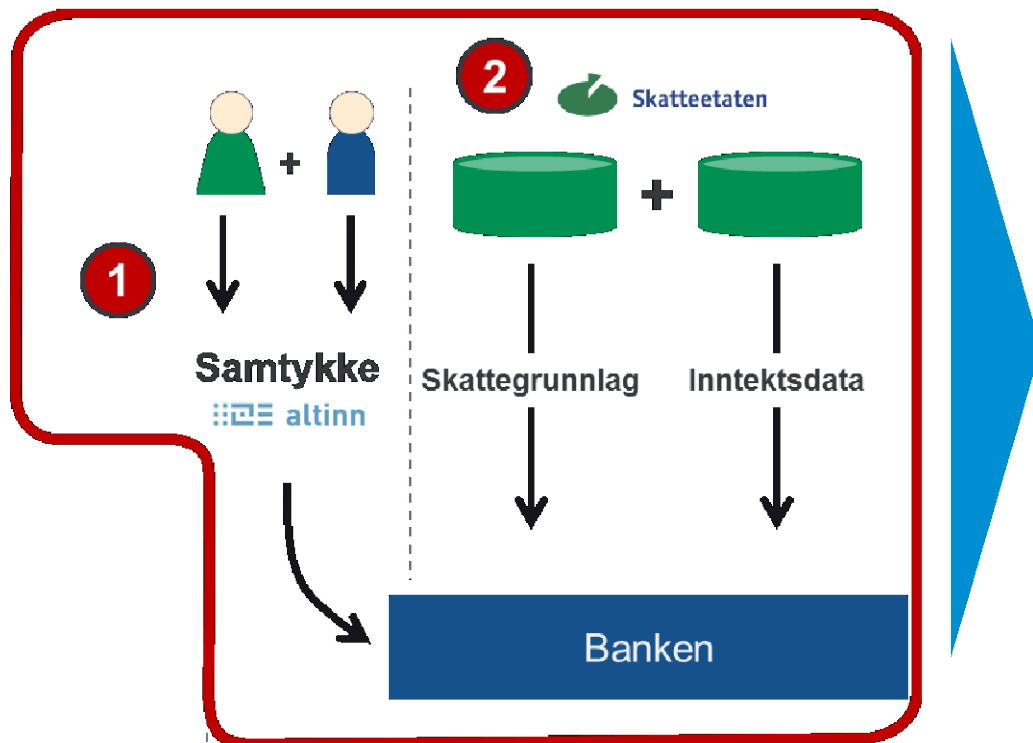 1
Samtykke
altinn
2
Skatteetaten
+
+
Skattegrunnlag
Inntektsdata
Banken